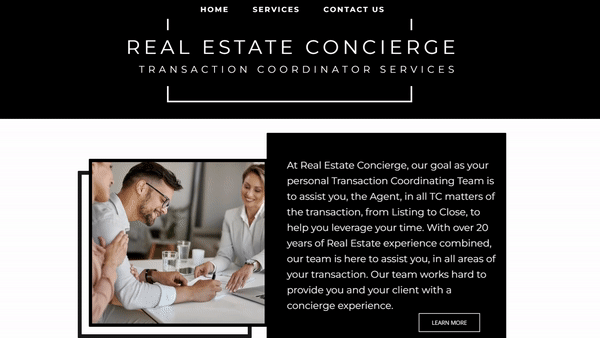 HOME SERVICES CONTACT US
REAL ESTATE CONCIERGE
TRANSACTION COORDINATOR SERVICES
At Real Estate Concierge, our goal as your
personal Transaction Coordinating Team is
to assist you, the Agent, in all TC matters of
the transaction, from Listing to Close, to
help you leverage your time. With over 20
years of Real Estate experience combined,
our team is here to assist you, in all areas of
your transaction. Our team works hard to
provide you and your client with a
concierge experience.
LEARN MORE